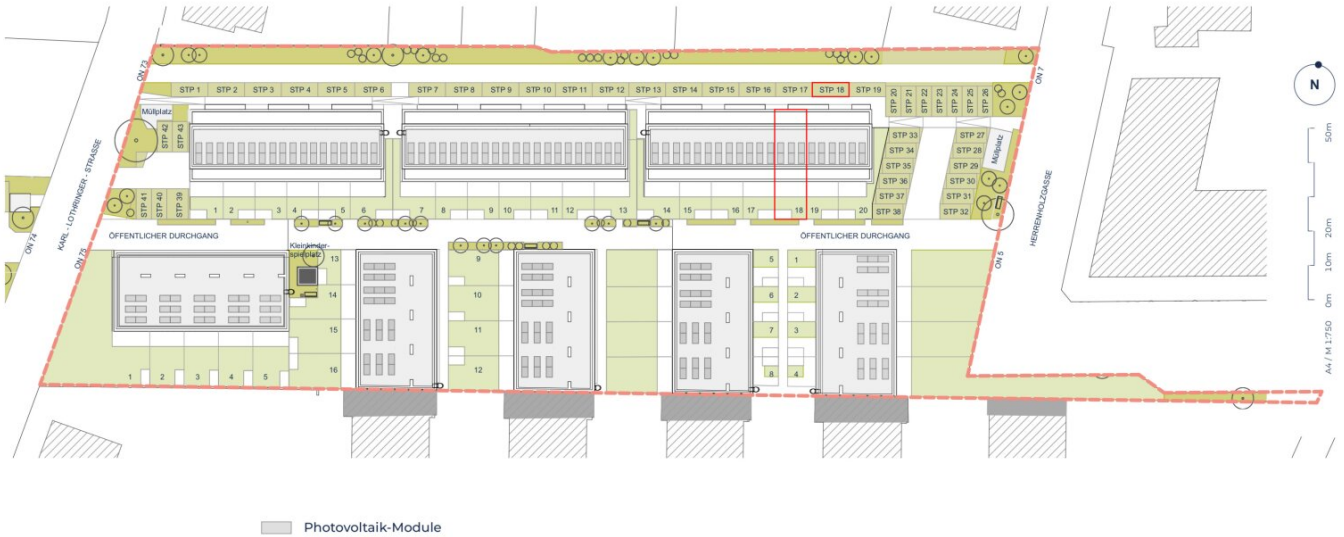 ON 73
ON 7
STP 1 STP 2 STP 3 STP 4 STP 5 STP 6 STP 7 STP 8 STP 9 STP 10 STP 11 STP 12 STP 13 STP 14 STP 15 STP 16 STP 17 STP 18 STP 19 STP 20 STP 21 STP 22 STP 23 STP 24 STP 25 STP 26
N
Müllplatz
STP 42 STP 43
STP 33 STP 27
STP 34 STP 28
STP 35 STP 29
STP 36 STP 30
STP 37 STP 31
STP 38 STP 32
Müllplatz
KARL - LOTHRINGER - STRASSE
HERRENHOLZGASSE
STP 41 STP 40 STP 39
1 2 3 4 5 6 7 8 9 10 11 12 13 14 15 16 17 18 19 20
ON 74
ON 75
ON 5
ÖFFENTLICHER DURCHGANG
ÖFFENTLICHER DURCHGANG
Kleinkinder-
spielplatz
13 9 5 1
14 10 6 2
15 11 7 3
16 12 8 4
1 2 3 4 5
A4 / M 1:750 0m 10m 20m 50m
Photovoltaik-Module